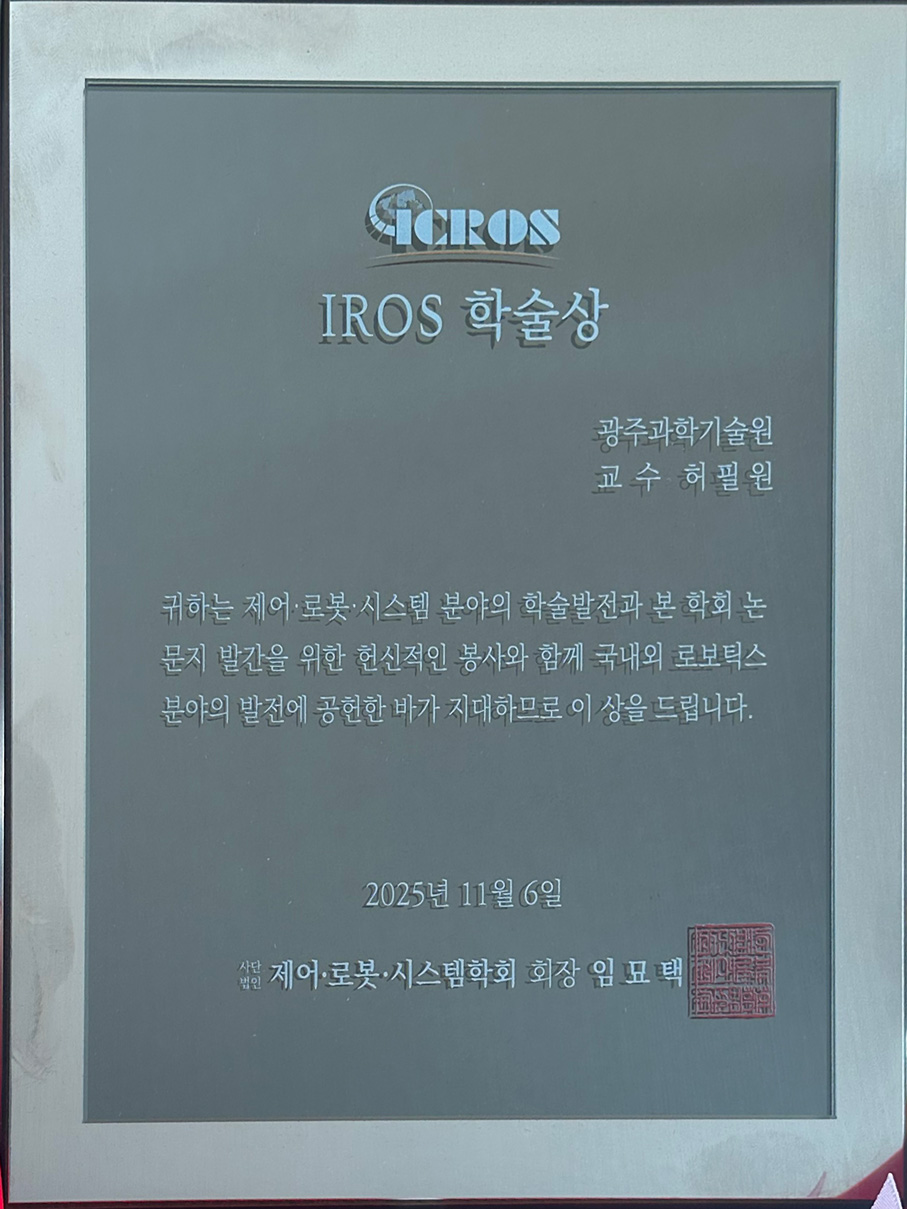 ICROS
IROS 학술상
광주과학기술원
교 수 허 필 원
귀하는 제어·로봇·시스템 분야의 학술발전과 본 학회 논
문지 발간을 위한 헌신적인 봉사와 함께 국내외 로보틱스
분야의 발전에 공헌한 바가 지대하므로 이 상을 드립니다.
2025년 11월 6일
사단법인 제어·로봇·시스템학회 회장 임 묘 택